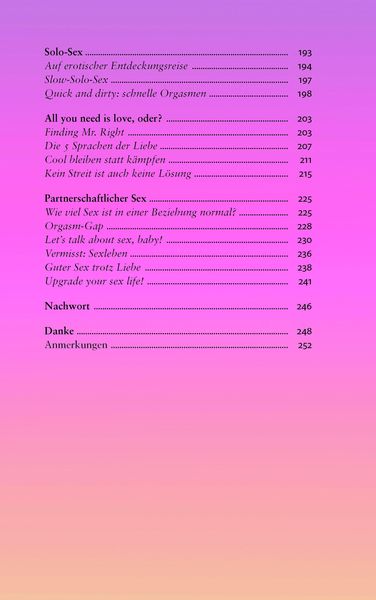 Solo-Sex ........ 193
Auf erotischer Entdeckungsreise ........ 194
Slow-Solo-Sex ........ 197
Quick and dirty: schnelle Orgasmen ........ 198
All you need is love, oder? ........ 203
Finding Mr. Right ........ 203
Die 5 Sprachen der Liebe ........ 207
Cool bleiben statt kämpfen ........ 211
Kein Streit ist auch keine Lösung ........ 215
Partnerschaftlicher Sex ........ 225
Wie viel Sex ist in einer Beziehung normal? ........ 225
Orgasm-Gap ........ 228
Let's talk about sex, baby! ........ 230
Vermisst: Sexleben ........ 236
Guter Sex trotz Liebe ........ 238
Upgrade your sex life! ........ 241
Nachwort ........ 246
Danke ........ 248
Anmerkungen ........ 252